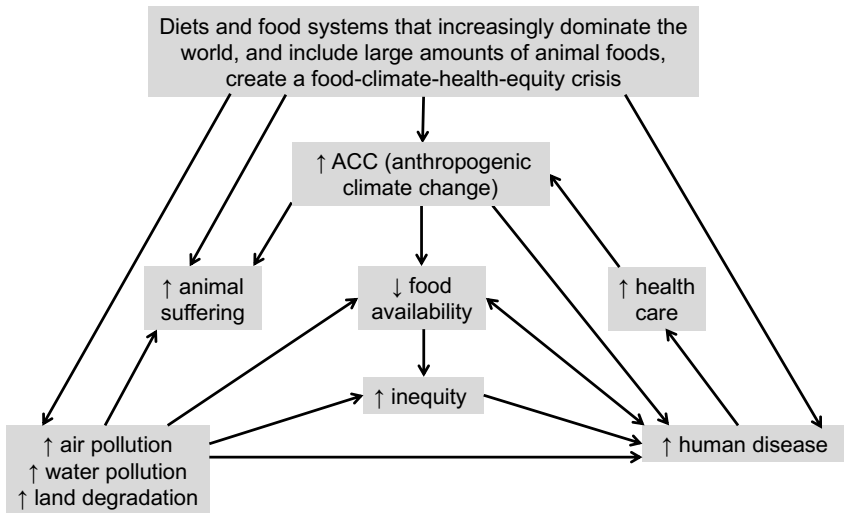 Diets and food systems that increasingly dominate the
world, and include large amounts of animal foods,
create a food-climate-health-equity crisis
↑ ACC (anthropogenic
climate change)
↑ animal
suffering
↓ food
availability
↑ health
care
↑ inequity
↑ air pollution
↑ water pollution
↑ land degradation
↑ human disease